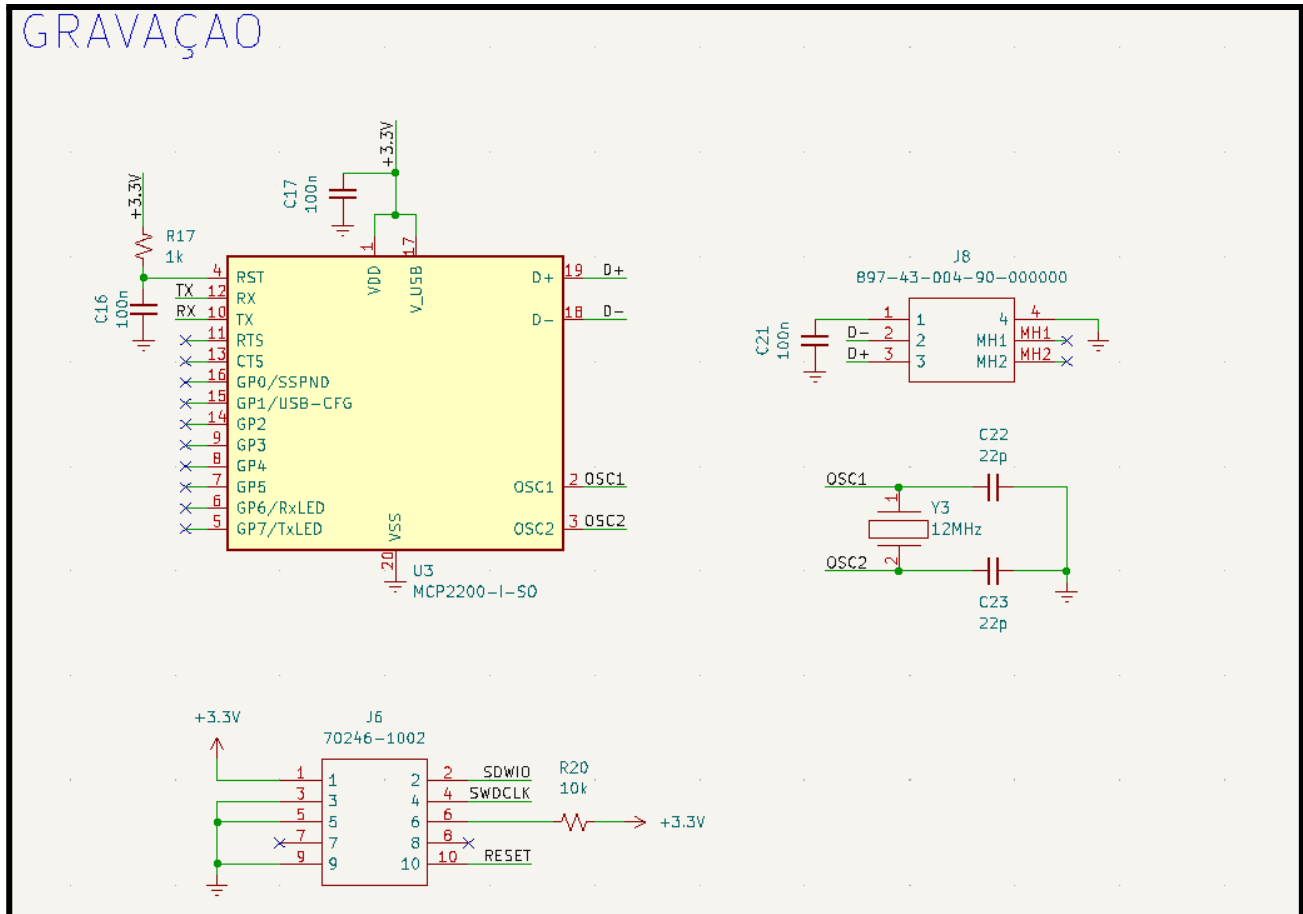 GRAVAÇAO
+3.3V
C17
100n
+3.3V
R17
1k
C16
100n
1
17
VDD
V_USB
4 RST
TX 12 RX
RX 10 TX
11 RTS
13 CTS
16 GP0/SSPND
15 GP1/USB-CFG
14 GP2
9 GP3
8 GP4
7 GP5
6 GP6/RxLED
5 GP7/TxLED
D+ 19 D+
D- 18 D-
OSC1 2 OSC1
OSC2 3 OSC2
VSS
20
U3
MCP2200-I-SO
J8
897-43-004-90-000000
C21
100n
1 1 4 4
D- 2 2 MH1 MH1
D+ 3 3 MH2 MH2
C22
22p
OSC1
1
Y3
12MHz
OSC2
2
C23
22p
+3.3V
J6
70246-1002
1 1 2 2 SDWIO
3 3 4 4 SWDCLK
5 5 6 6
7 7 8 8
9 9 10 10 RESET
R20
10k
+3.3V